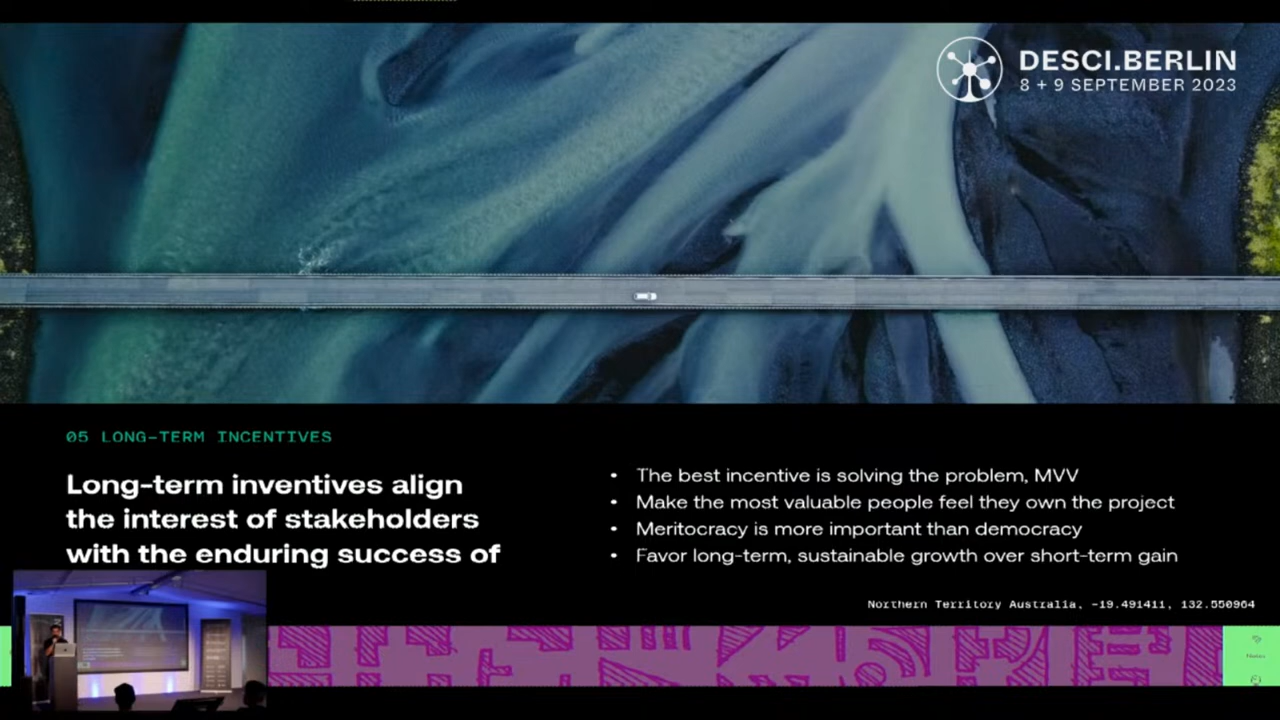 DESCI.BERLIN
8 + 9 SEPTEMBER 2023
05 LONG-TERM INCENTIVES
Long-term inventives align
the interest of stakeholders
with the enduring success of
• The best incentive is solving the problem, MVV
• Make the most valuable people feel they own the project
• Meritocracy is more important than democracy
• Favor long-term, sustainable growth over short-term gain
Northern Territory Australia, -19.491411, 132.550964